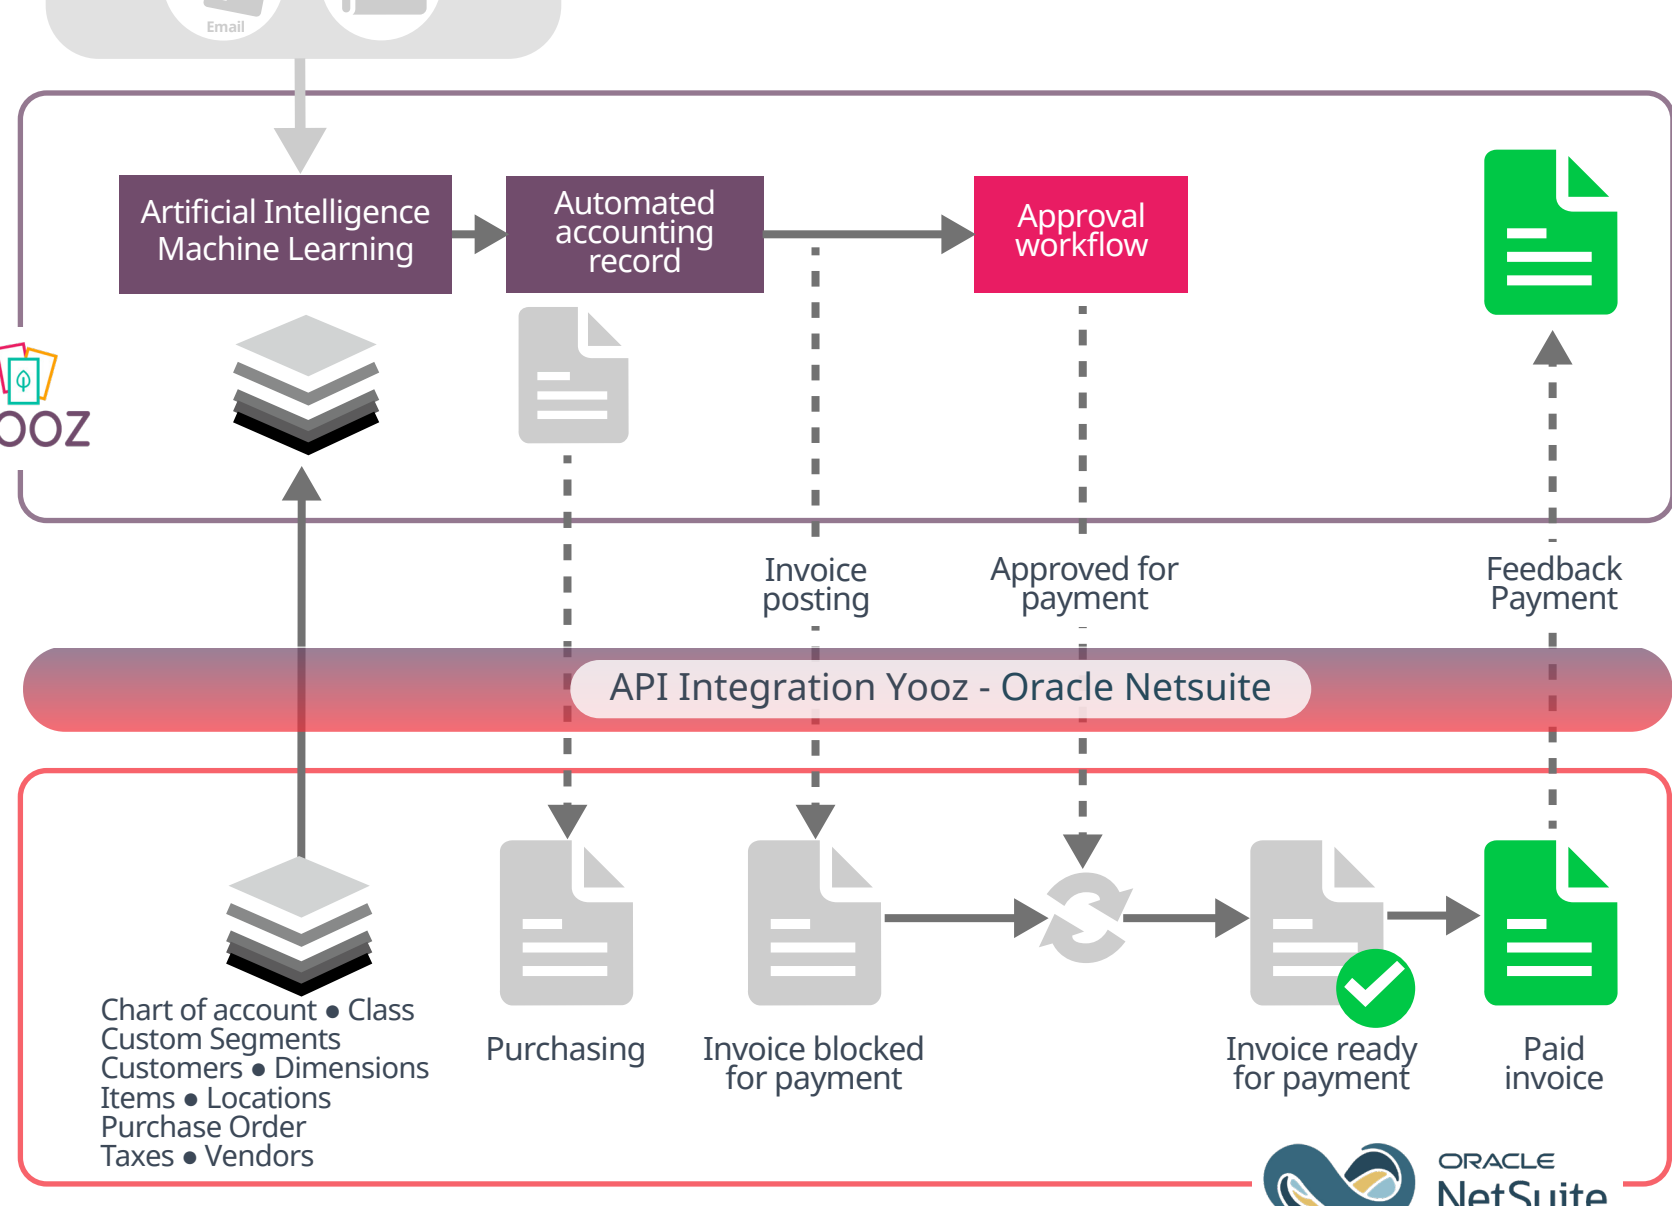 Email
Artificial Intelligence
Machine Learning
Automated
accounting
record
Approval
workflow
ooz
Invoice
posting
Approved for
payment
Feedback
Payment
API Integration Yooz - Oracle Netsuite
Chart of account ● Class
Custom Segments
Customers ● Dimensions
Items ● Locations
Purchase Order
Taxes ● Vendors
Purchasing
Invoice blocked
for payment
Invoice ready
for payment
Paid
invoice
ORACLE
NetSuite